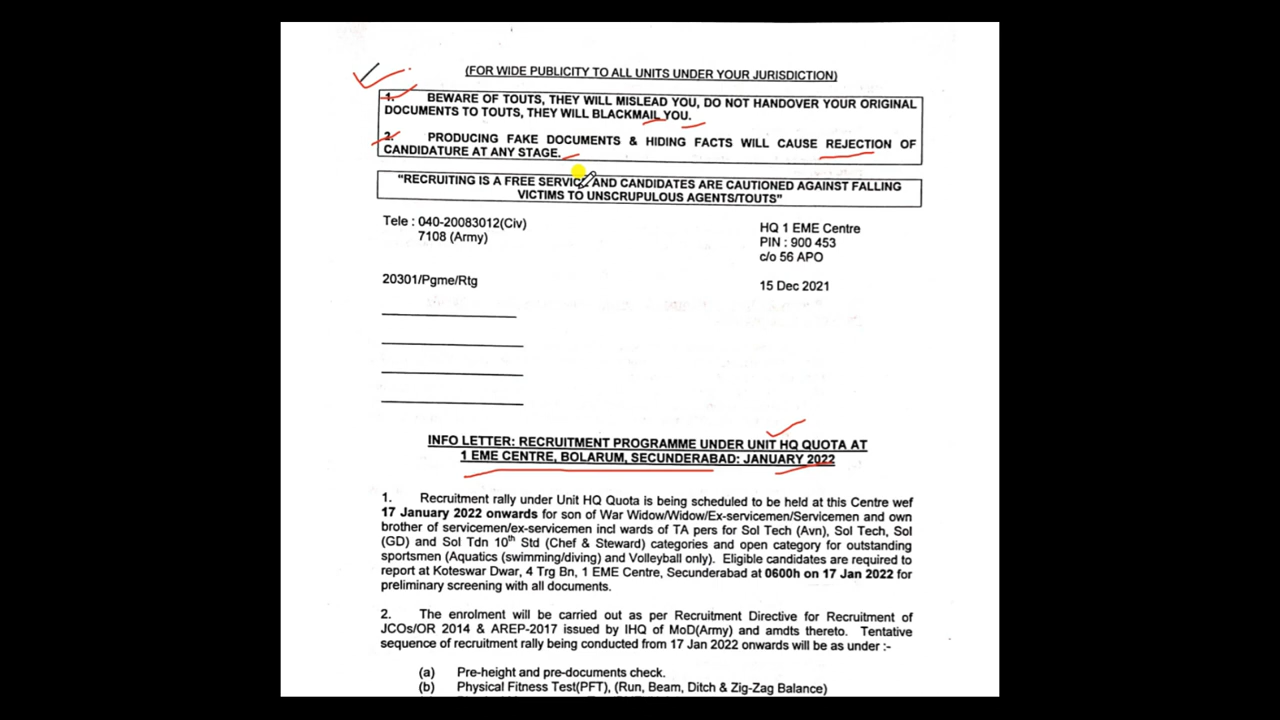 (FOR WIDE PUBLICITY TO ALL UNITS UNDER YOUR JURISDICTION)
1. BEWARE OF TOUTS, THEY WILL MISLEAD YOU, DO NOT HANDOVER YOUR ORIGINAL
DOCUMENTS TO TOUTS, THEY WILL BLACKMAIL YOU.
2. PRODUCING FAKE DOCUMENTS & HIDING FACTS WILL CAUSE REJECTION OF
CANDIDATURE AT ANY STAGE.
"RECRUITING IS A FREE SERVICE AND CANDIDATES ARE CAUTIONED AGAINST FALLING
VICTIMS TO UNSCRUPULOUS AGENTS/TOUTS"
Tele : 040-20083012(Civ)
7108 (Army)
HQ 1 EME Centre
PIN : 900 453
c/o 56 APO
20301/Pgme/Rtg
15 Dec 2021
INFO LETTER: RECRUITMENT PROGRAMME UNDER UNIT HQ QUOTA AT
1 EME CENTRE, BOLARUM, SECUNDERABAD: JANUARY 2022
1. Recruitment rally under Unit HQ Quota is being scheduled to be held at this Centre wef
17 January 2022 onwards for son of War Widow/Widow/Ex-servicemen/Servicemen and own
brother of servicemen/ex-servicemen incl wards of TA pers for Sol Tech (Avn), Sol Tech, Sol
(GD) and Sol Tdn 10th Std (Chef & Steward) categories and open category for outstanding
sportsmen (Aquatics (swimming/diving) and Volleyball only). Eligible candidates are required to
report at Koteswar Dwar, 4 Trg Bn, 1 EME Centre, Secunderabad at 0600h on 17 Jan 2022 for
preliminary screening with all documents.
2. The enrolment will be carried out as per Recruitment Directive for Recruitment of
JCOs/OR 2014 & AREP-2017 issued by IHQ of MoD(Army) and amdts thereto. Tentative
sequence of recruitment rally being conducted from 17 Jan 2022 onwards will be as under :-
(a) Pre-height and pre-documents check.
(b) Physical Fitness Test(PFT), (Run, Beam, Ditch & Zig-Zag Balance)